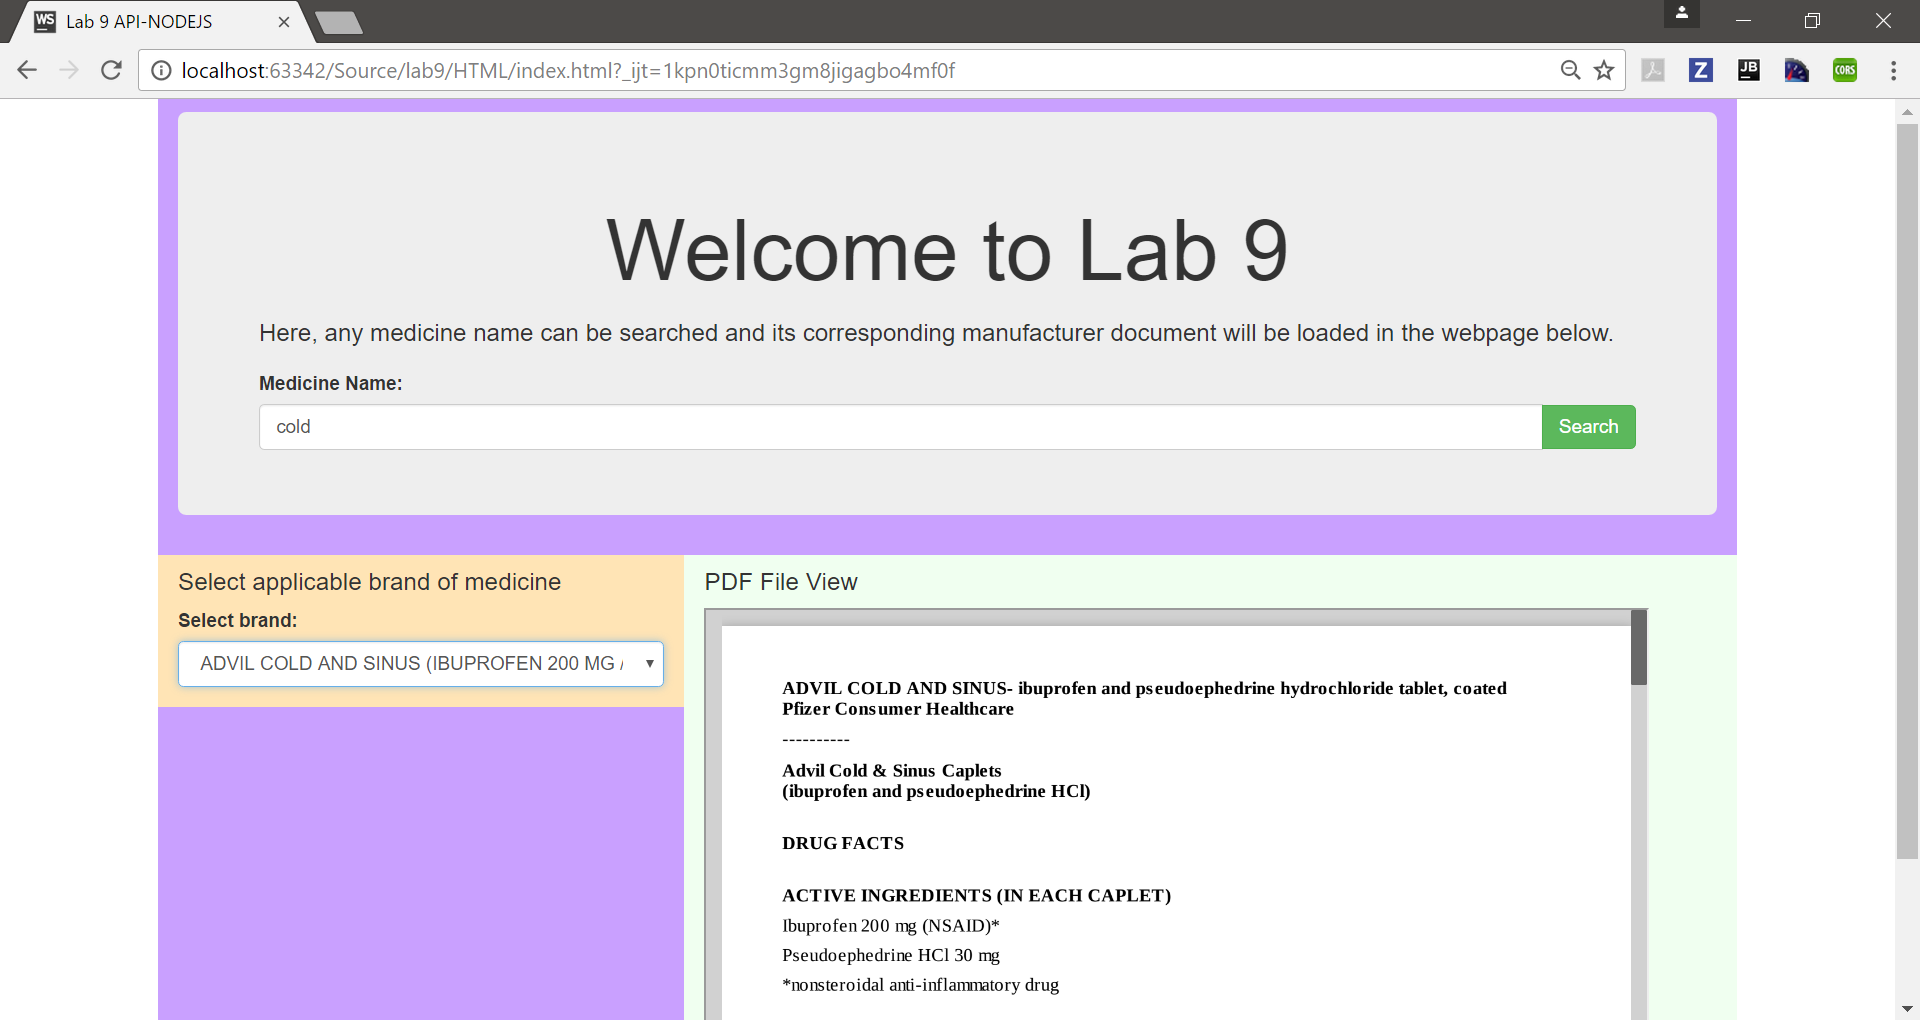 WS Lab 9 API-NODEJS
localhost:63342/Source/lab9/HTML/index.html?_ijt=1kpn0ticmm3gm8jigagbo4mf0f
Z
JB
CORS
Welcome to Lab 9
Here, any medicine name can be searched and its corresponding manufacturer document will be loaded in the webpage below.
Medicine Name:
cold
Search
Select applicable brand of medicine
Select brand:
ADVIL COLD AND SINUS (IBUPROFEN 200 MG /
PDF File View
ADVIL COLD AND SINUS- ibuprofen and pseudoephedrine hydrochloride tablet, coated
Pfizer Consumer Healthcare
----------
Advil Cold & Sinus Caplets
(ibuprofen and pseudoephedrine HCl)
DRUG FACTS
ACTIVE INGREDIENTS (IN EACH CAPLET)
Ibuprofen 200 mg (NSAID)*
Pseudoephedrine HCl 30 mg
*nonsteroidal anti-inflammatory drug